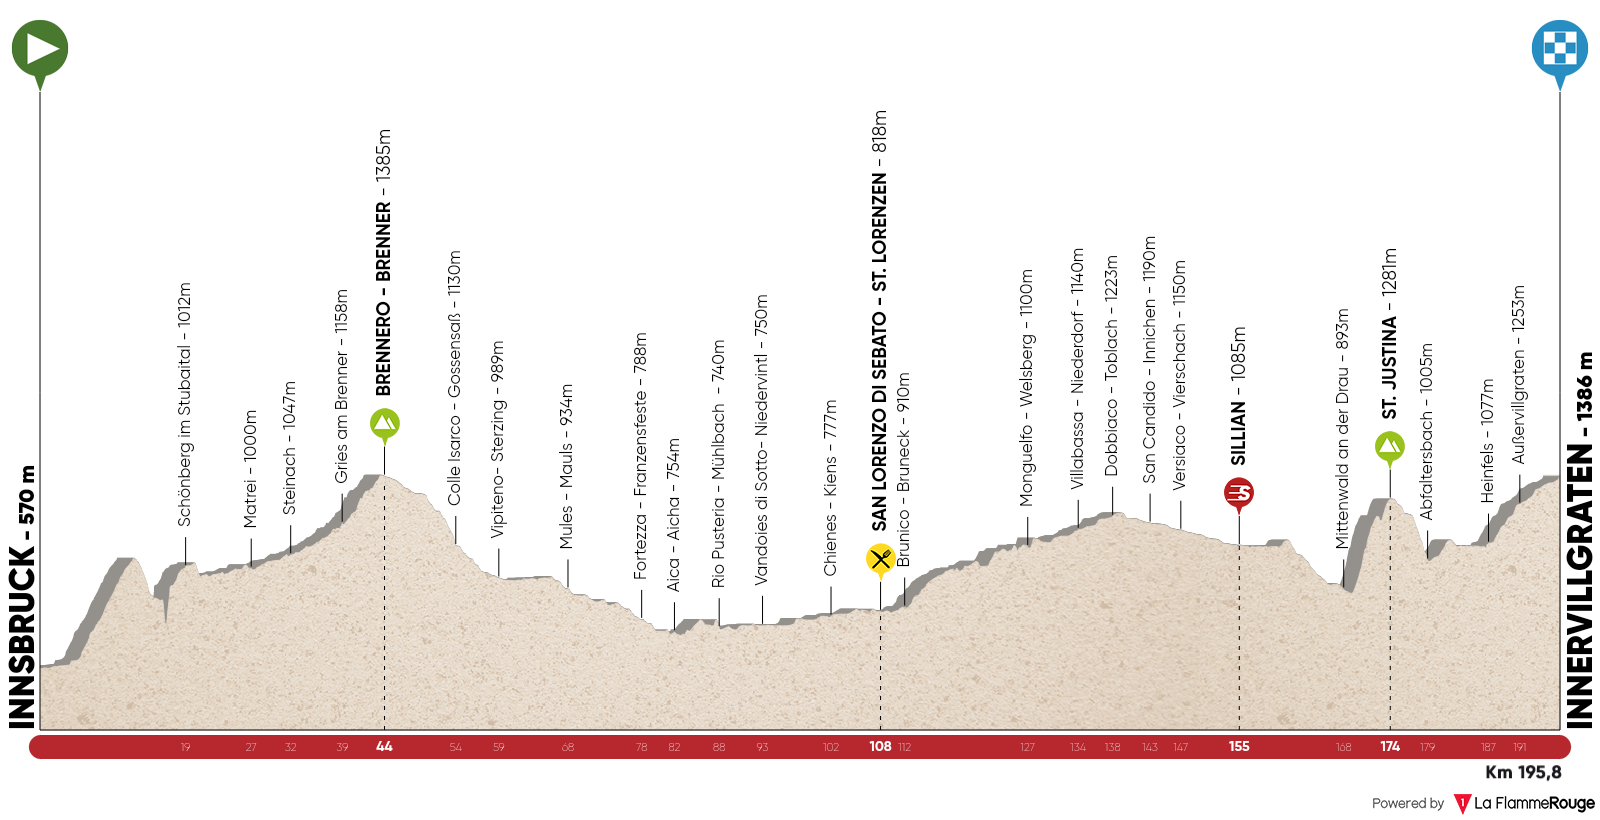 INNSBRUCK - 570 m
Schönberg im Stubaital - 1012m
Matrei - 1000m
Steinach - 1047m
Gries am Brenner - 1158m
BRENNERO - BRENNER - 1385m
Colle Isarco - Gossensaß - 1130m
Vipiteno- Sterzing - 989m
Mules - Mauls - 934m
Fortezza - Franzensfeste - 788m
Aica - Aicha - 754m
Rio Pusteria - Mühlbach - 740m
Vandoies di Sotto- Niedervintl - 750m
Chienes - Kiens - 777m
SAN LORENZO DI SEBATO - ST. LORENZEN - 818m
Brunico - Bruneck - 910m
Monguelfo - Welsberg - 1100m
Villabassa - Niederdorf - 1140m
Dobbiaco - Toblach - 1223m
San Candido - Innichen - 1190m
Versiaco - Vierschach - 1150m
SILLIAN - 1085m
S
Mittenwald an der Drau - 893m
ST. JUSTINA - 1281m
Abfaltersbach - 1005m
Heinfels - 1077m
Außervillgraten - 1253m
INNERVILLGRATEN - 1386 m
19 27 32 39 44 54 59 68 78 82 88 93 102 108 112 127 134 138 143 147 155 168 174 179 187 191
Km 195,8
Powered by 1 La FlammeRouge